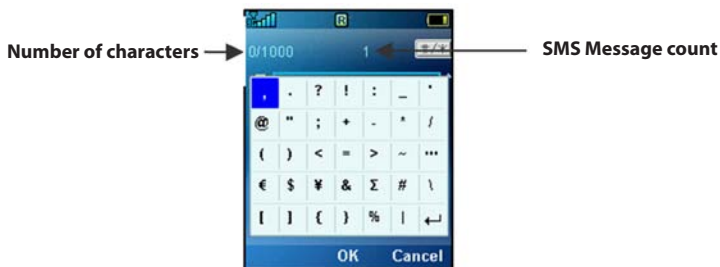 R
Number of characters 0/1000 1 #/* SMS Message count
, . ? ! : _ '
@ " ; + - * /
( ) < = > ~ ...
€ $ ¥ & Σ # \
[ ] { } % | ↵
OK Cancel